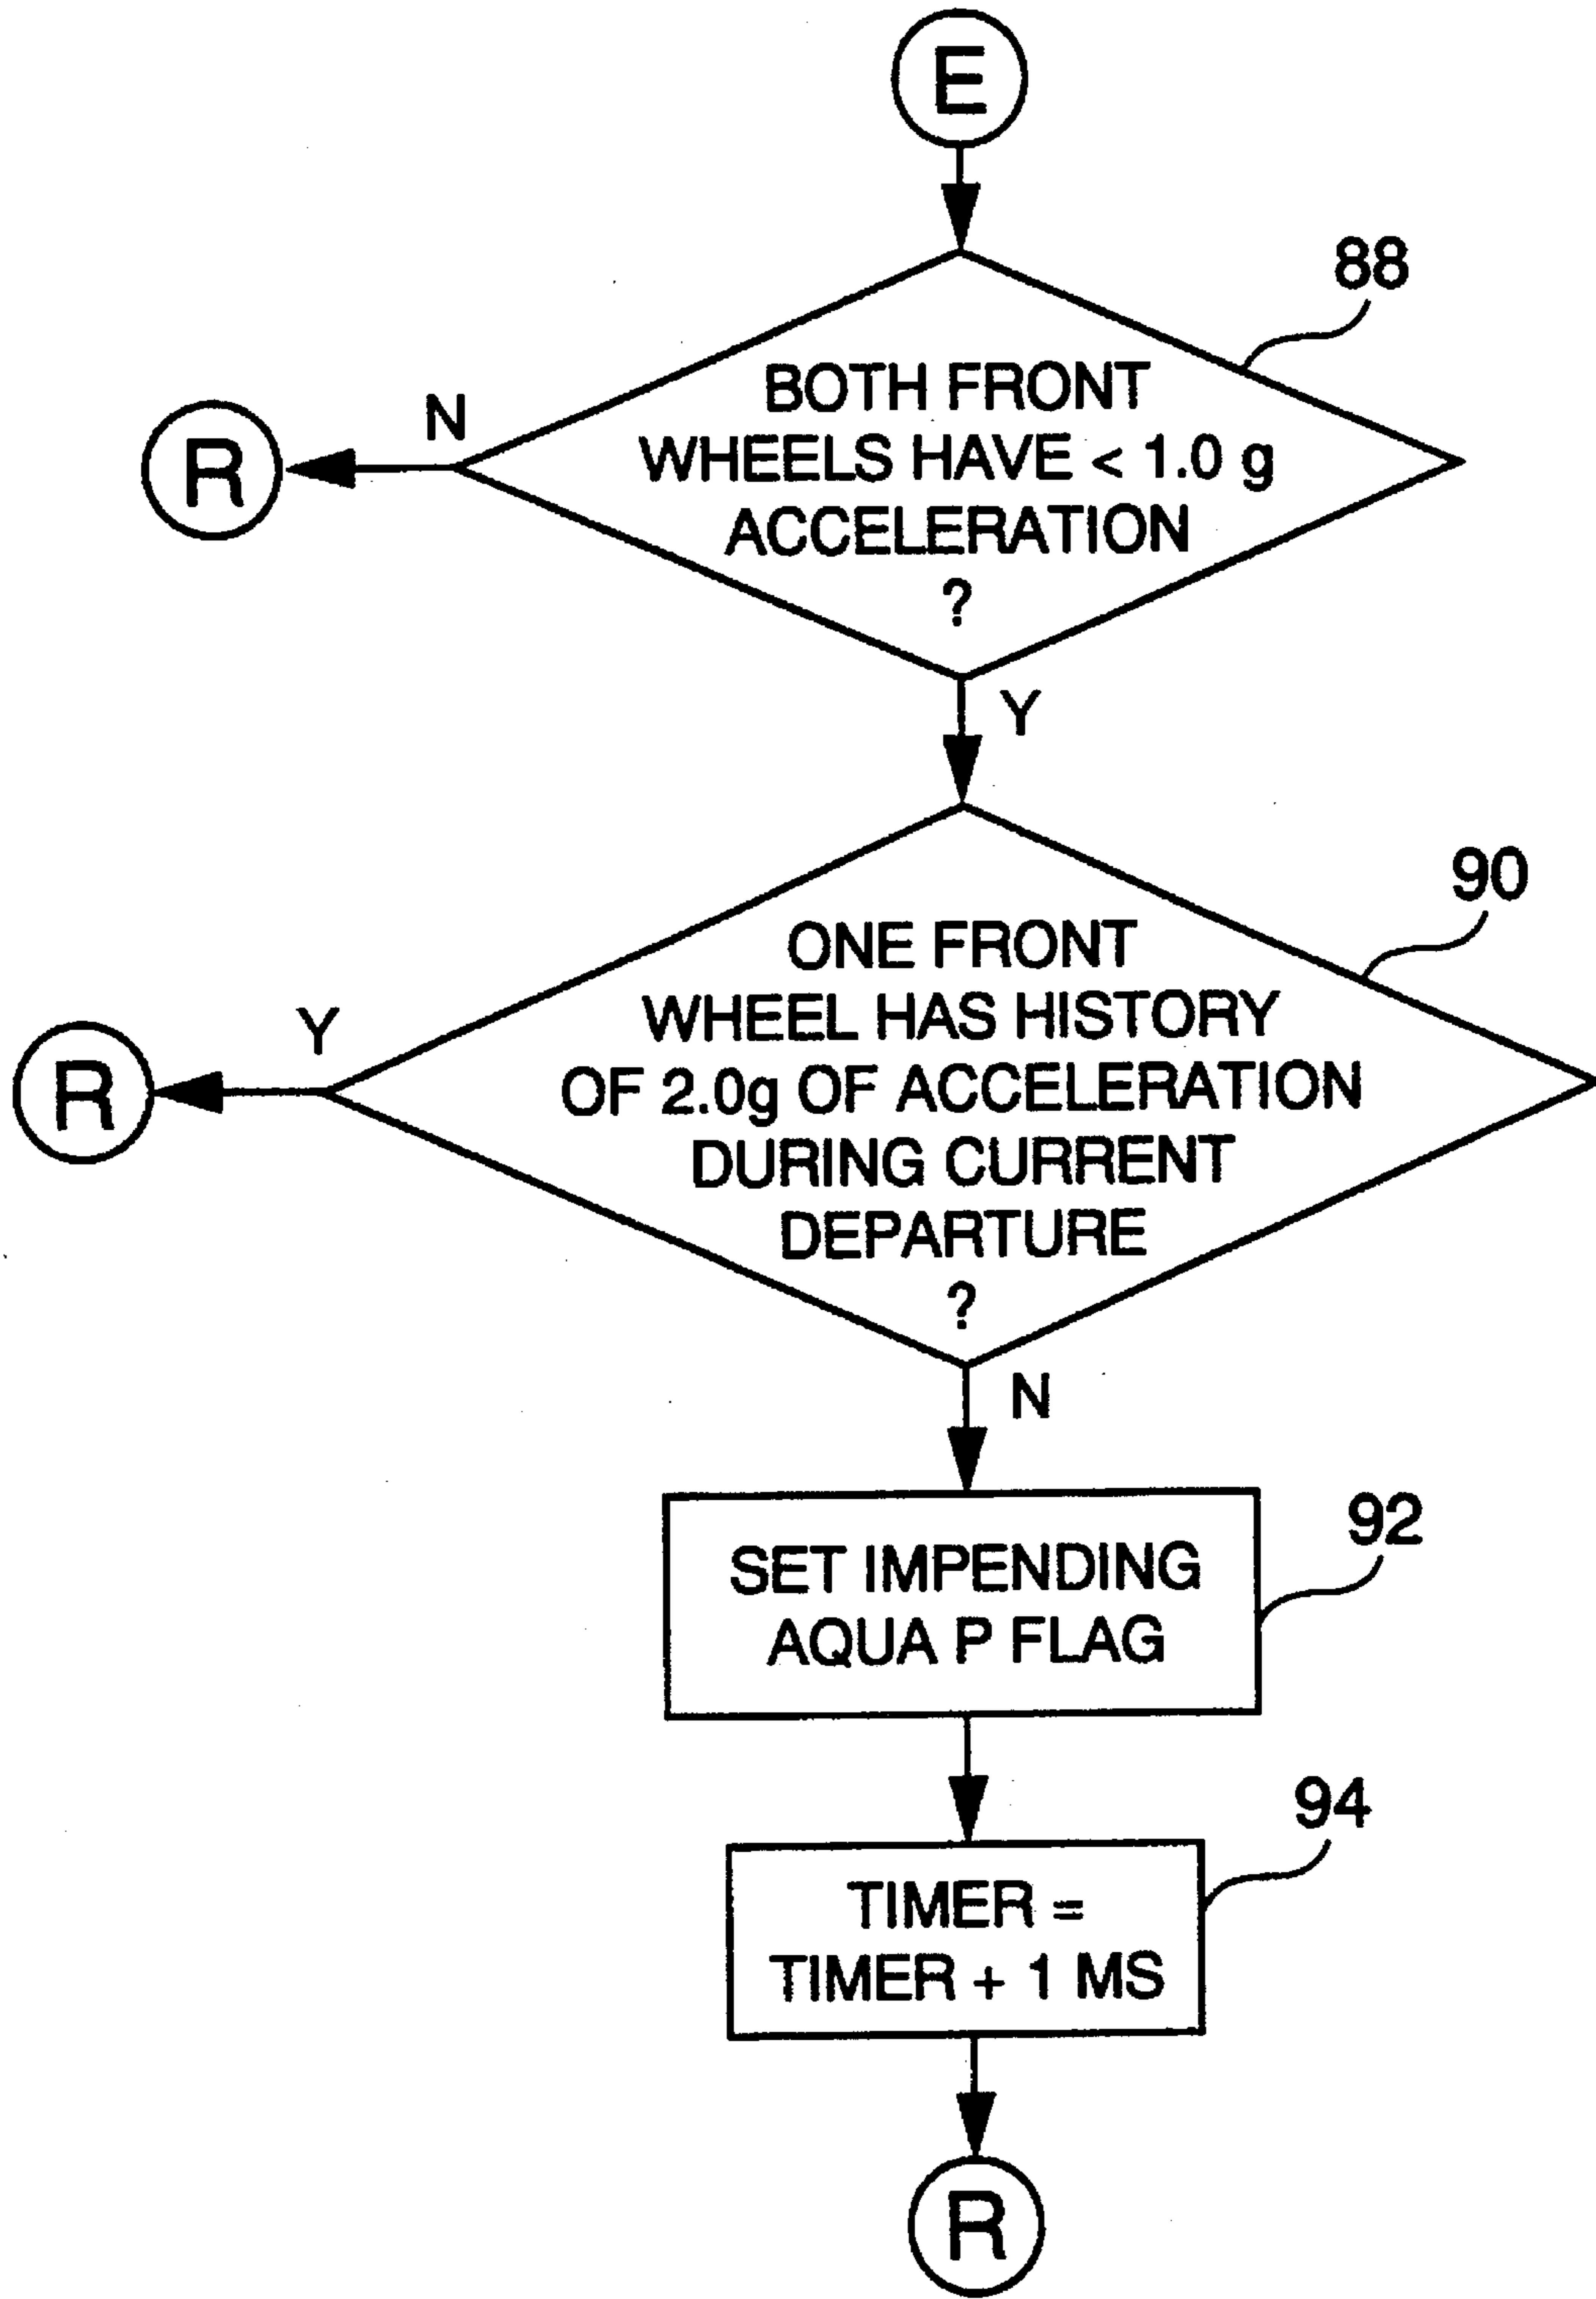 E
88
BOTH FRONT
WHEELS HAVE < 1.0 g
ACCELERATION
?
N
R
Y
90
ONE FRONT
WHEEL HAS HISTORY
OF 2.0g OF ACCELERATION
DURING CURRENT
DEPARTURE
?
Y
R
N
92
SET IMPENDING
AQUA P FLAG
94
TIMER =
TIMER + 1 MS
R